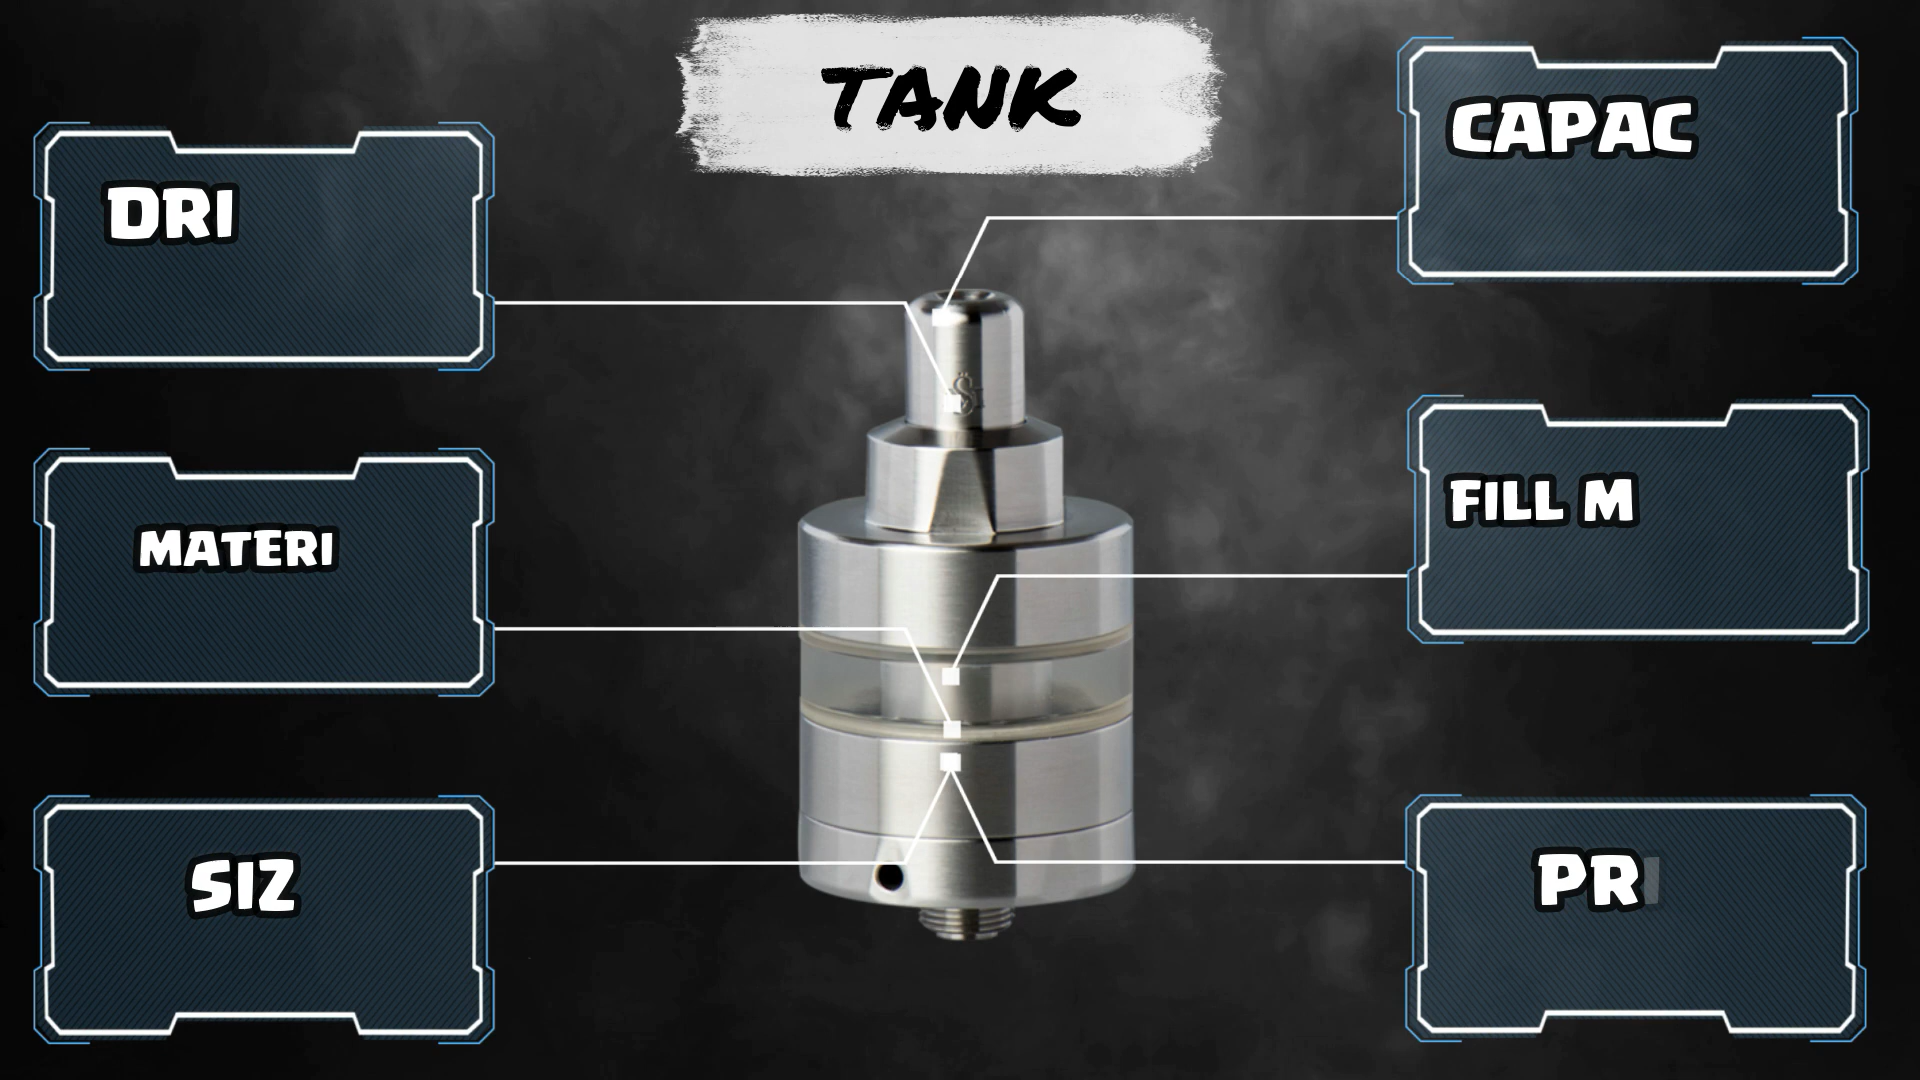 TANK
DRI
CAPAC
MATERI
FILL M
SIZ
PR